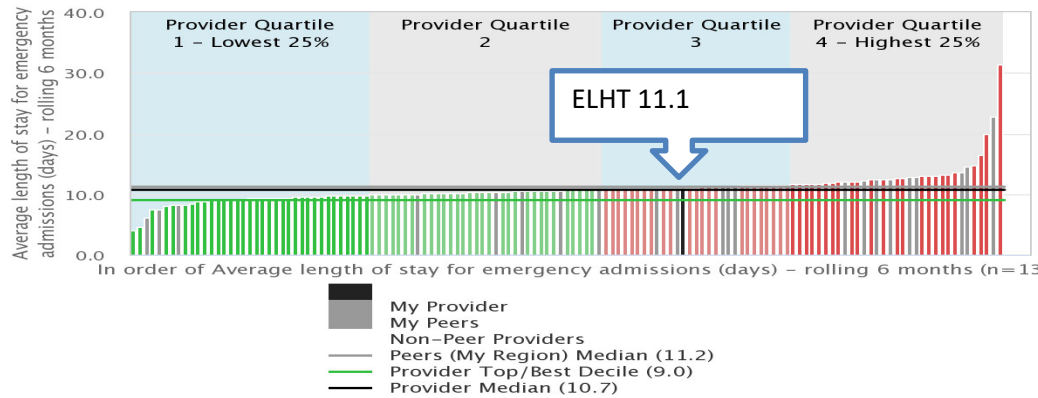 Provider Quartile
1 – Lowest 25%
Provider Quartile
2
Provider Quartile
3
Provider Quartile
4 – Highest 25%
Average length of stay for emergency
admissions (days) – rolling 6 months
40.0
30.0
20.0
10.0
0.0
ELHT 11.1
In order of Average length of stay for emergency admissions (days) – rolling 6 months (n=13
My Provider
My Peers
Non-Peer Providers
Peers (My Region) Median (11.2)
Provider Top/Best Decile (9.0)
Provider Median (10.7)